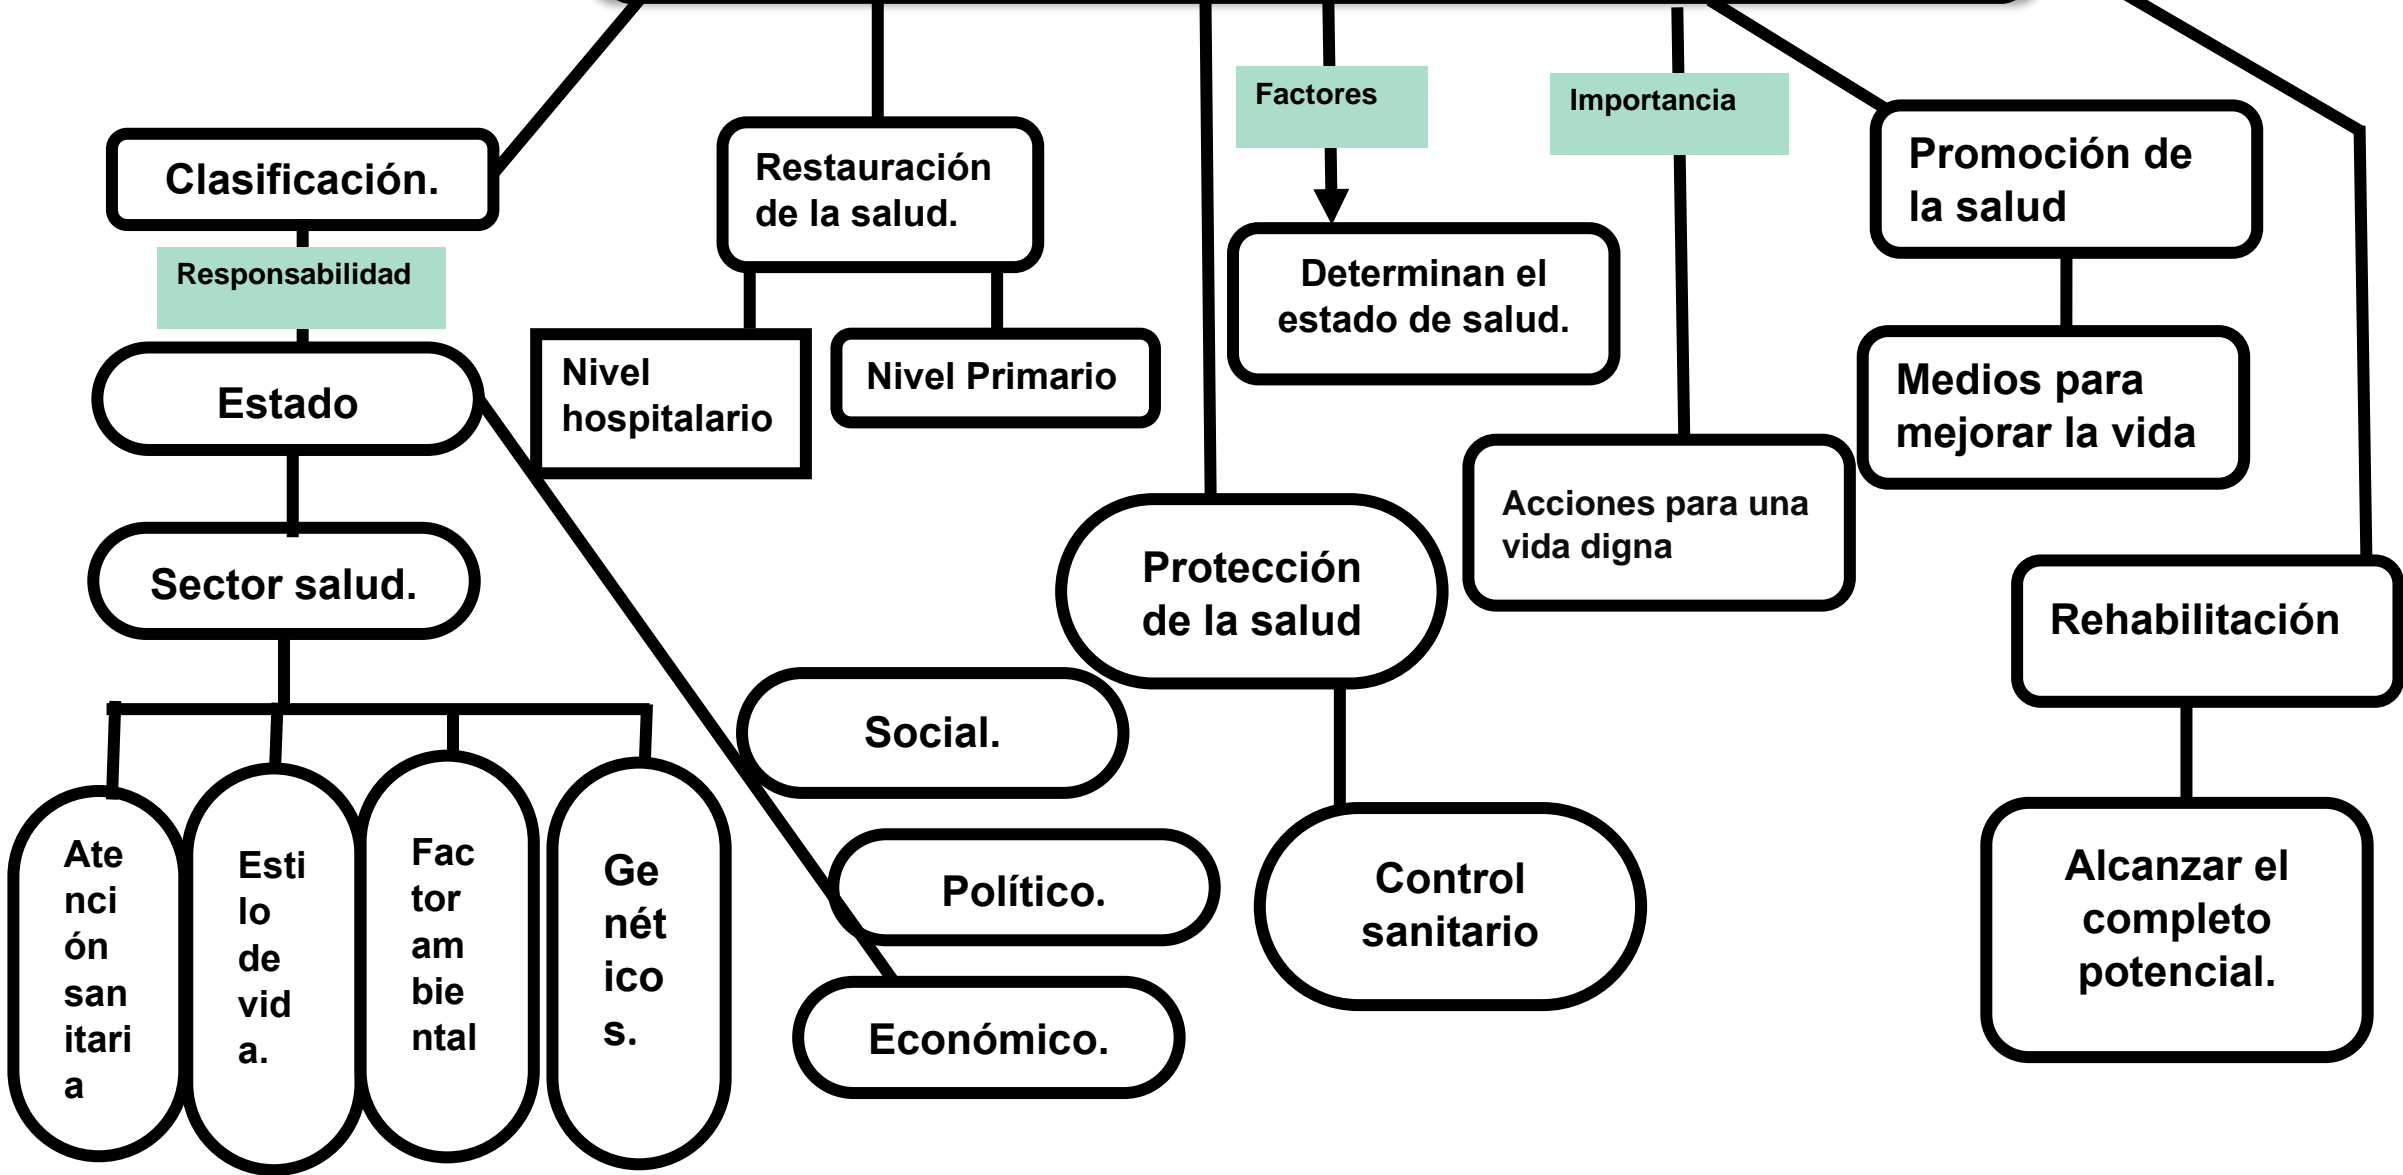 Factores
Importancia
Clasificación.
Restauración
de la salud.
Promoción de
la salud
Responsabilidad
Determinan el
estado de salud.
Estado
Nivel
hospitalario
Nivel Primario
Medios para
mejorar la vida
Acciones para una
vida digna
Sector salud.
Protección
de la salud
Rehabilitación
Social.
Ate
nci
ón
san
itari
a
Esti
lo
de
vid
a.
Fac
tor
am
bie
ntal
Ge
nét
ico
s.
Político.
Control
sanitario
Alcanzar el
completo
potencial.
Económico.